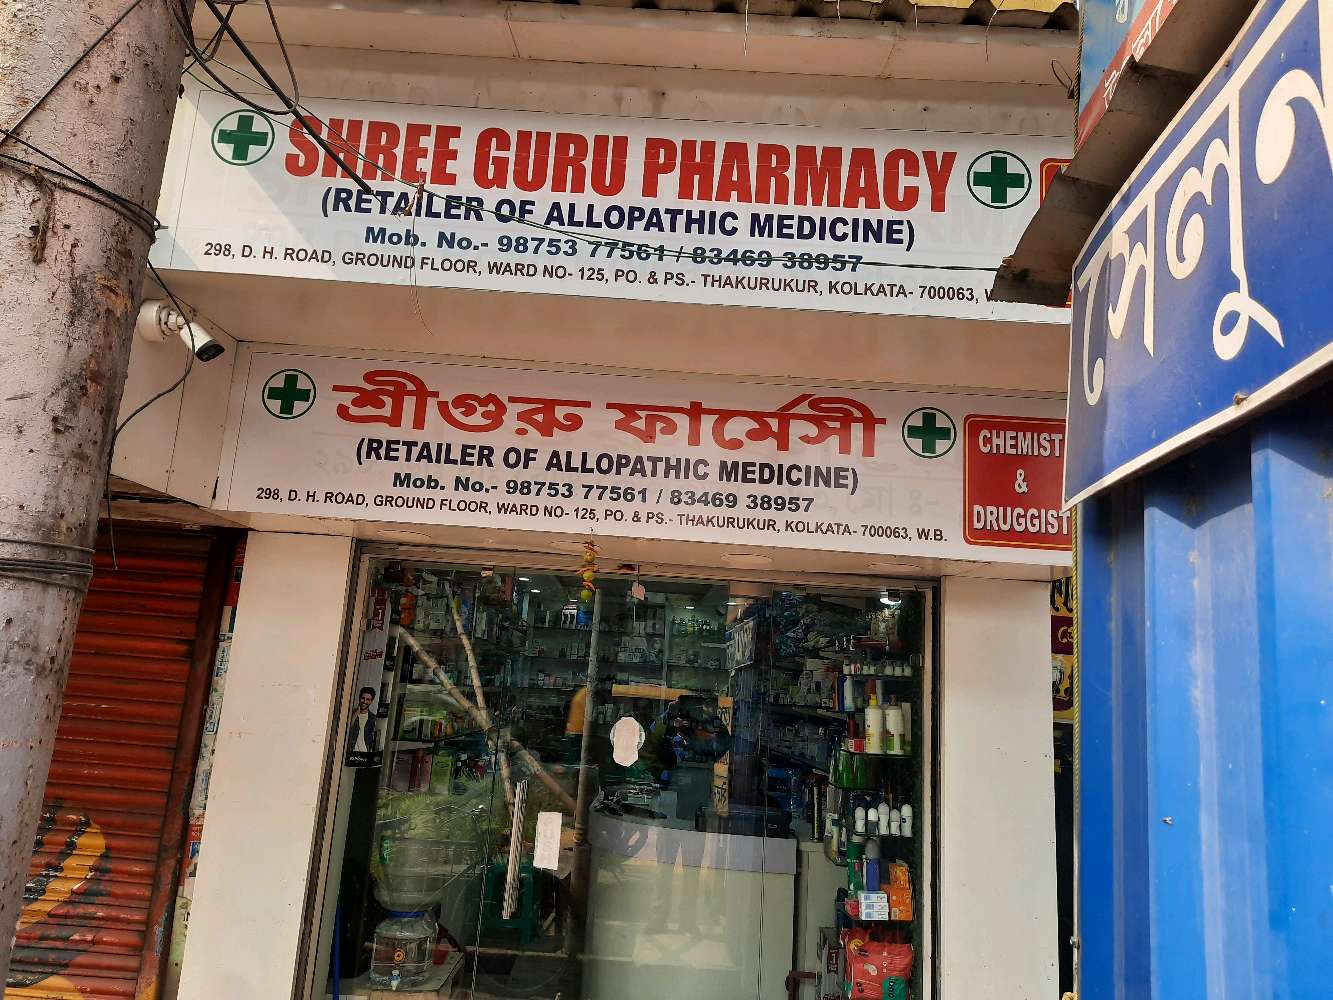 SHREE GURU PHARMACY
(RETAILER OF ALLOPATHIC MEDICINE)
Mob. No.- 98753 77561 / 83469 38957
298, D. H. ROAD, GROUND FLOOR, WARD NO- 125, PO. & PS.- THAKURUKUR, KOLKATA- 700063,
শ্রীগুরু ফার্মেসী
(RETAILER OF ALLOPATHIC MEDICINE)
Mob. No.- 98753 77561 / 83469 38957
298, D. H. ROAD, GROUND FLOOR, WARD NO- 125, PO. & PS.- THAKURUKUR, KOLKATA- 700063, W.B.
CHEMIST
&
DRUGGIST
সেলুন